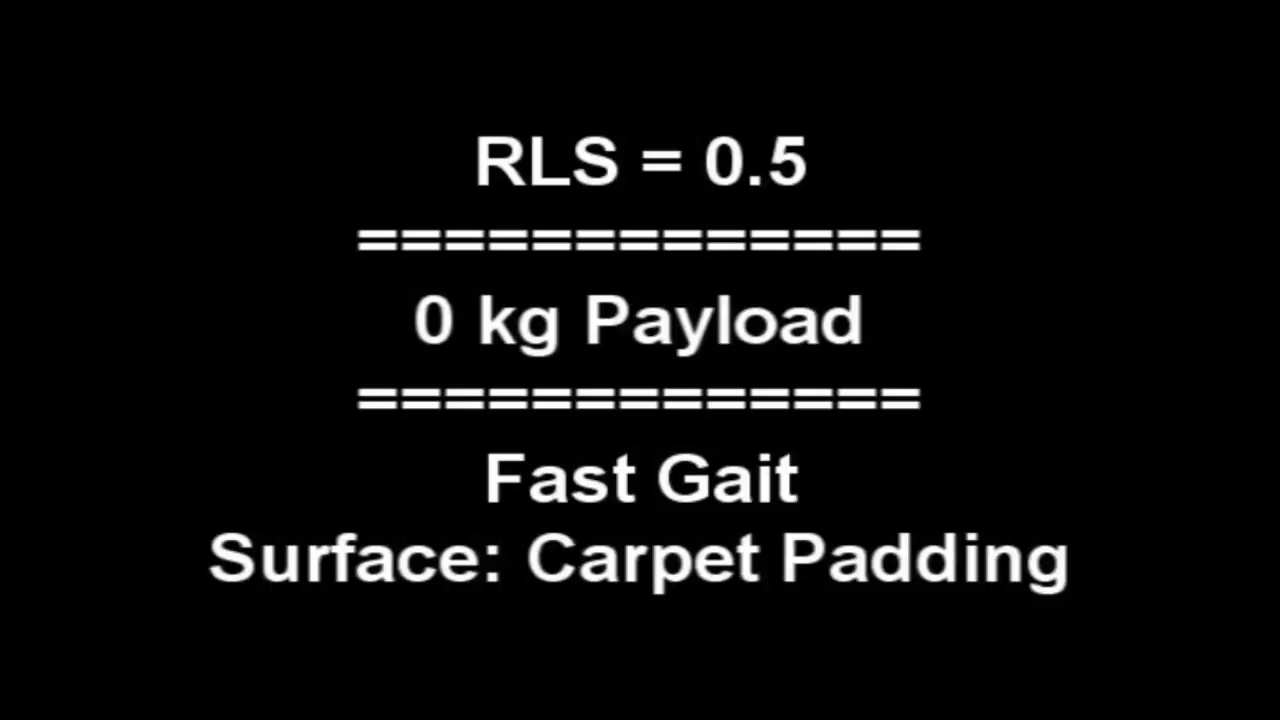 RLS = 0.5
=============
0 kg Payload
=============
Fast Gait
Surface: Carpet Padding